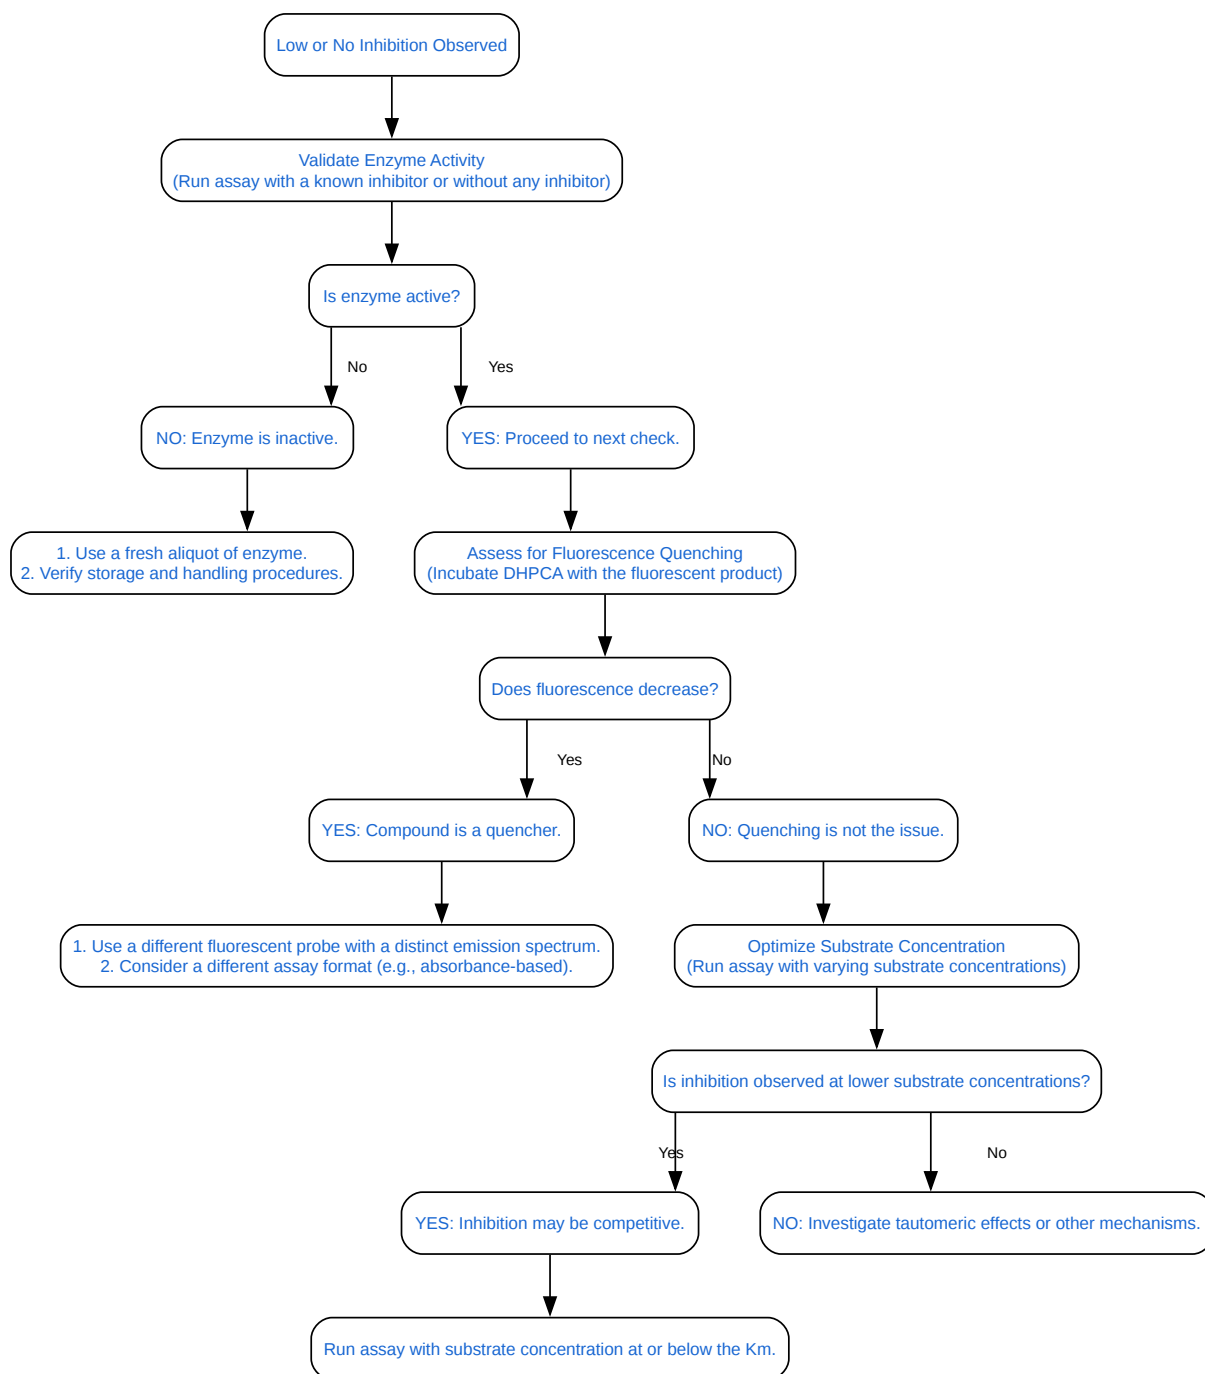 Low or No Inhibition Observed
Validate Enzyme Activity
(Run assay with a known inhibitor or without any inhibitor)
Is enzyme active?
No
Yes
NO: Enzyme is inactive.
YES: Proceed to next check.
1. Use a fresh aliquot of enzyme.
2. Verify storage and handling procedures.
Assess for Fluorescence Quenching
(Incubate DHPCA with the fluorescent product)
Does fluorescence decrease?
Yes
No
YES: Compound is a quencher.
NO: Quenching is not the issue.
1. Use a different fluorescent probe with a distinct emission spectrum.
2. Consider a different assay format (e.g., absorbance-based).
Optimize Substrate Concentration
(Run assay with varying substrate concentrations)
Is inhibition observed at lower substrate concentrations?
Yes
No
YES: Inhibition may be competitive.
NO: Investigate tautomeric effects or other mechanisms.
Run assay with substrate concentration at or below the Km.